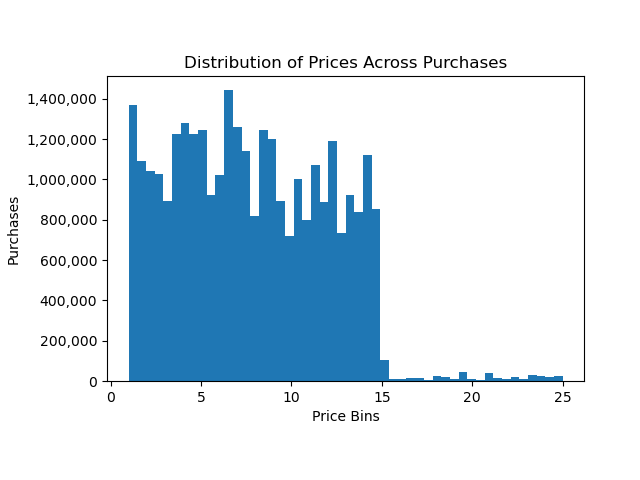 Distribution of Prices Across Purchases
1,400,000
1,200,000
1,000,000
800,000
600,000
400,000
200,000
0
Purchases
0 5 10 15 20 25
Price Bins